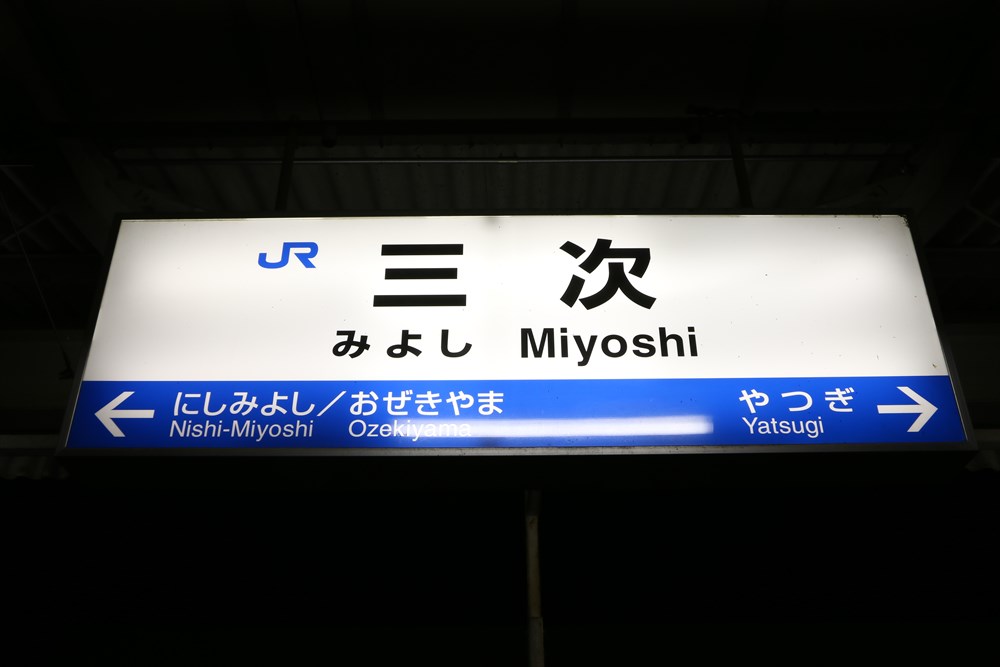 JR 三次
みよし Miyoshi
← にしみよし／おぜきやま やつぎ →
Nishi-Miyoshi Ozekiyama Yatsugi